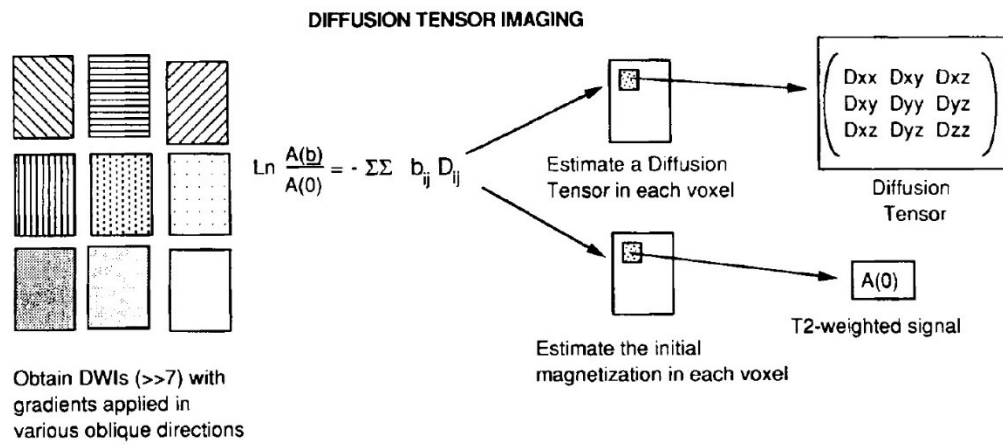 DIFFUSION TENSOR IMAGING
Ln A(b)/A(0) = - ΣΣ b_ij D_ij
Obtain DWIs (>>7) with
gradients applied in
various oblique directions
Estimate a Diffusion
Tensor in each voxel
Dxx Dxy Dxz
Dxy Dyy Dyz
Dxz Dyz Dzz
Diffusion
Tensor
Estimate the initial
magnetization in each voxel
A(0)
T2-weighted signal